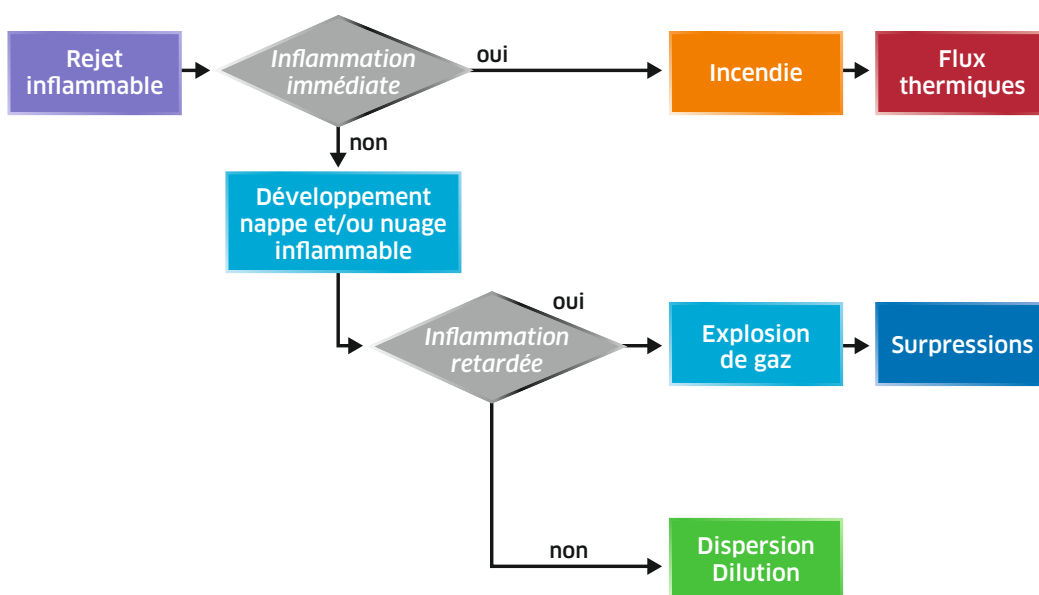 Rejet
inflammable
Inflammation
immédiate
oui
Incendie
Flux
thermiques
non
Développement
nappe et/ou nuage
inflammable
Inflammation
retardée
oui
Explosion
de gaz
Surpressions
non
Dispersion
Dilution